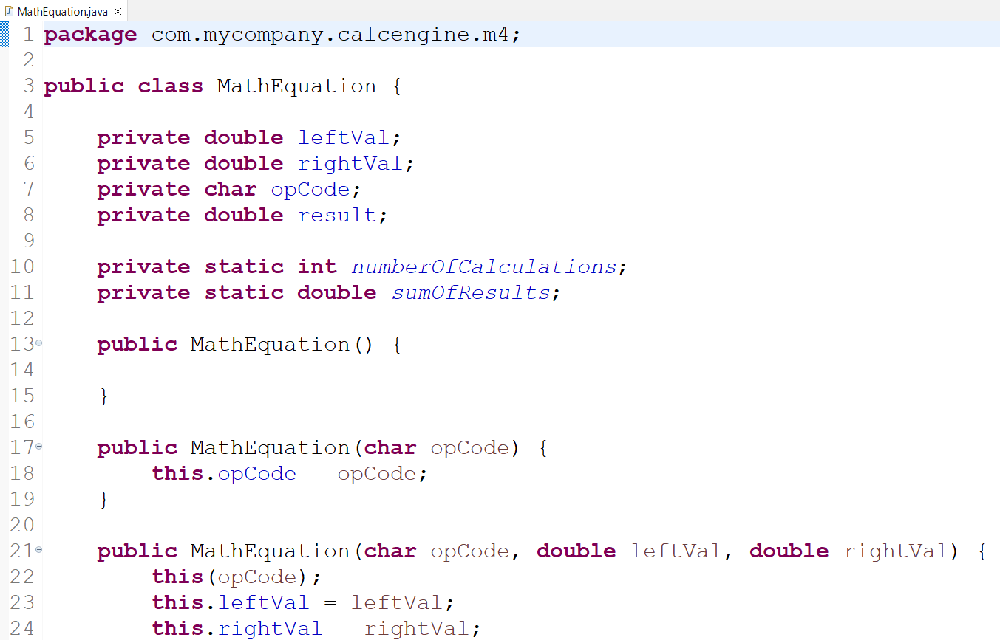 MathEquation.java
1 package com.mycompany.calcengine.m4;
2
3 public class MathEquation {
4
5     private double leftVal;
6     private double rightVal;
7     private char opCode;
8     private double result;
9
10     private static int numberOfCalculations;
11     private static double sumOfResults;
12
13     public MathEquation() {
14
15     }
16
17     public MathEquation(char opCode) {
18         this.opCode = opCode;
19     }
20
21     public MathEquation(char opCode, double leftVal, double rightVal) {
22         this(opCode);
23         this.leftVal = leftVal;
24         this.rightVal = rightVal;